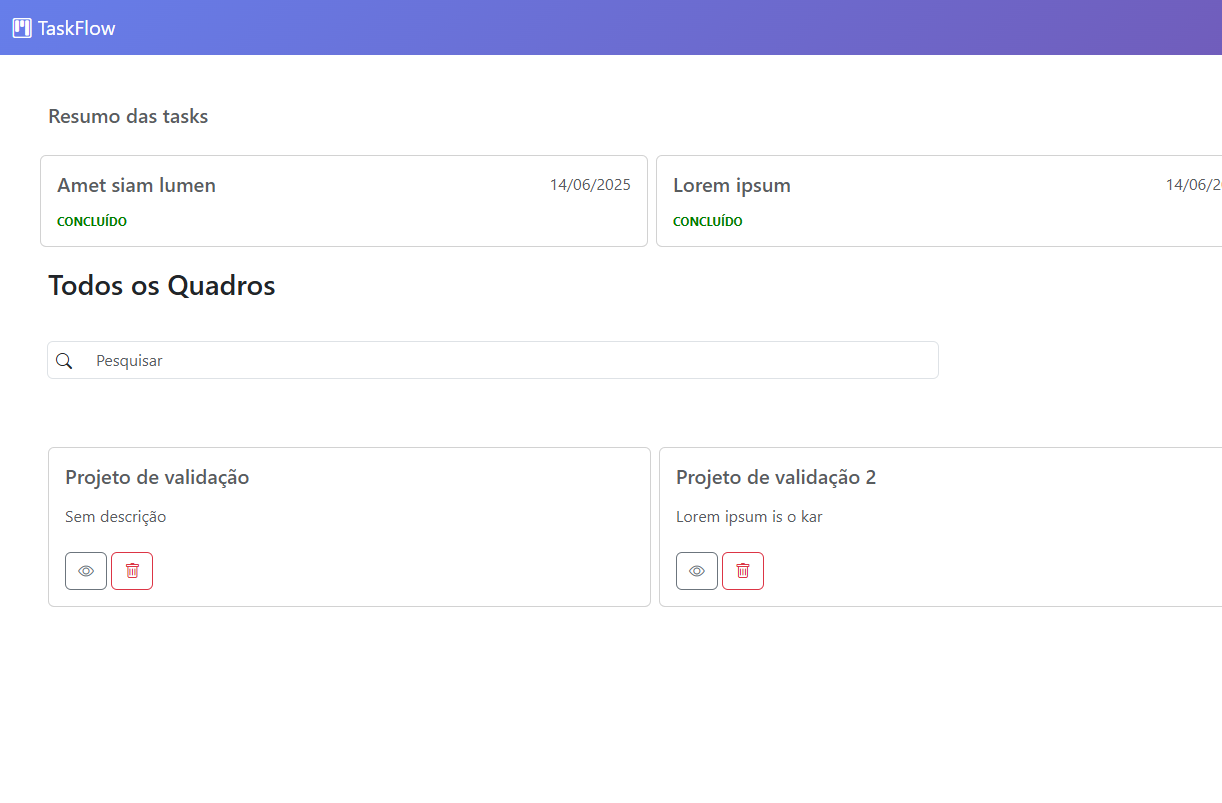 TaskFlow
Resumo das tasks
Amet siam lumen 14/06/2025
CONCLUÍDO
Lorem ipsum 14/06/2
CONCLUÍDO
Todos os Quadros
Pesquisar
Projeto de validação
Sem descrição
Projeto de validação 2
Lorem ipsum is o kar